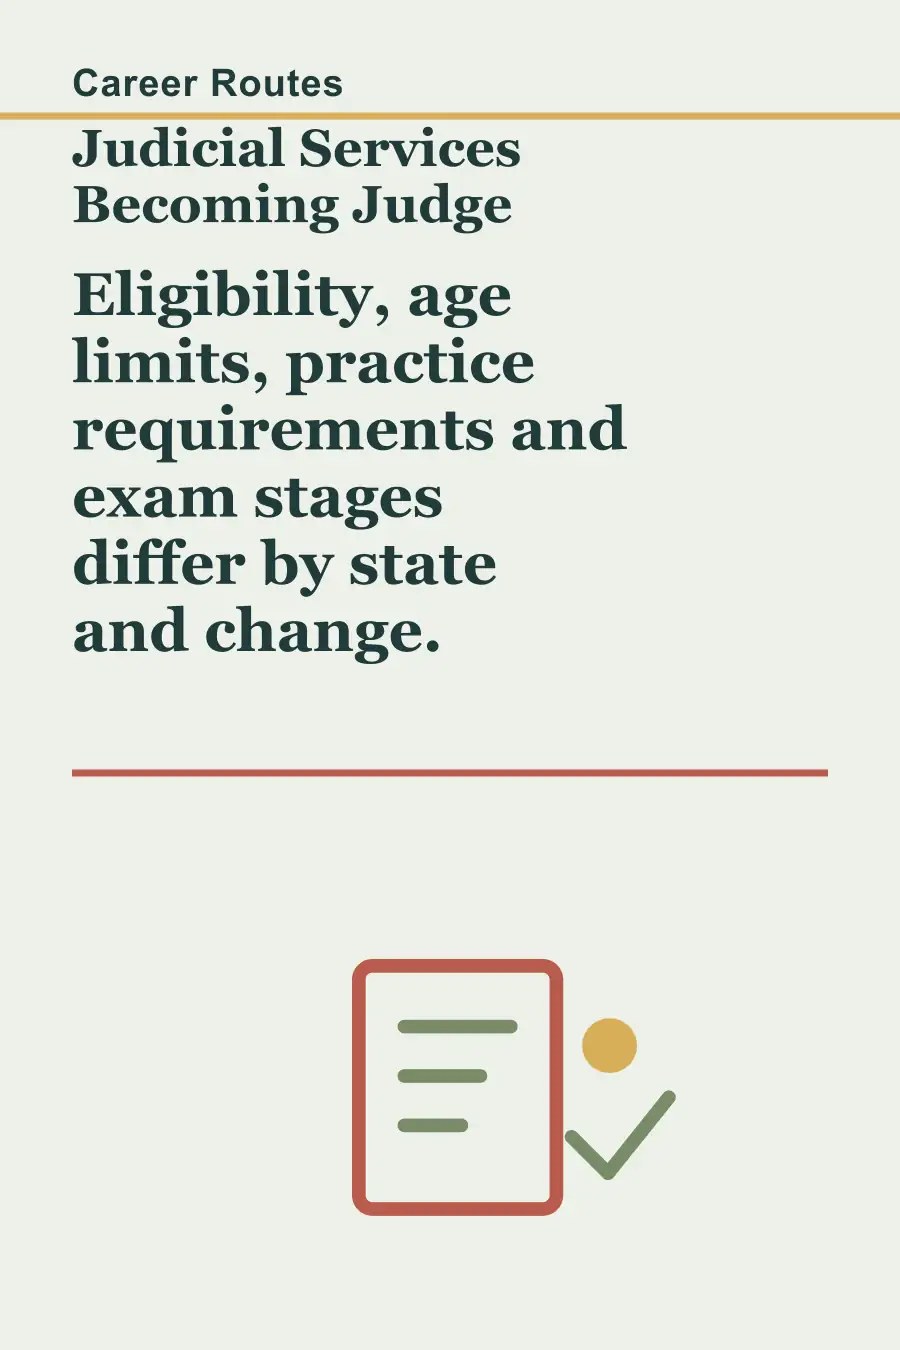 Career Routes
Judicial Services
Becoming Judge
Eligibility, age
limits, practice
requirements and
exam stages
differ by state
and change.